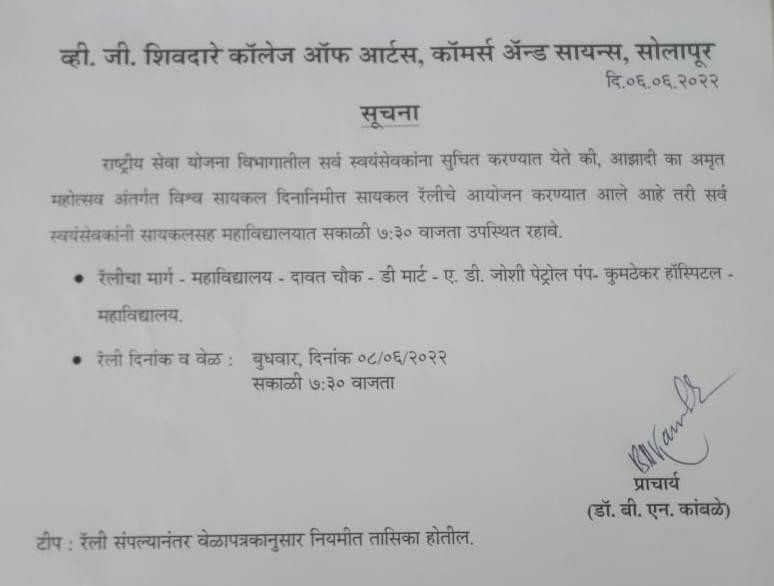 व्ही. जी. शिवदारे कॉलेज ऑफ आर्टस, कॉमर्स ॲन्ड सायन्स, सोलापूर
दि.०६.०६.२०२२
सूचना
राष्ट्रीय सेवा योजना विभागातील सर्व स्वयंसेवकांना सुचित करण्यात येते की, आझादी का अमृत
महोत्सव अंतर्गत विश्व सायकल दिनानिमीत्त सायकल रॅलीचे आयोजन करण्यात आले आहे तरी सर्व
स्वयंसेवकांनी सायकलसह महाविद्यालयात सकाळी ७:३० वाजता उपस्थित रहावे.
• रॅलीचा मार्ग - महाविद्यालय - दावत चौक - डी मार्ट - ए. डी. जोशी पेट्रोल पंप- कुमठेकर हॉस्पिटल -
महाविद्यालय.
• रॅली दिनांक व वेळ : बुधवार, दिनांक ०८/०६/२०२२
सकाळी ७:३० वाजता
प्राचार्य
(डॉ. बी. एन. कांबळे)
टीप : रॅली संपल्यानंतर वेळापत्रकानुसार नियमीत तासिका होतील.